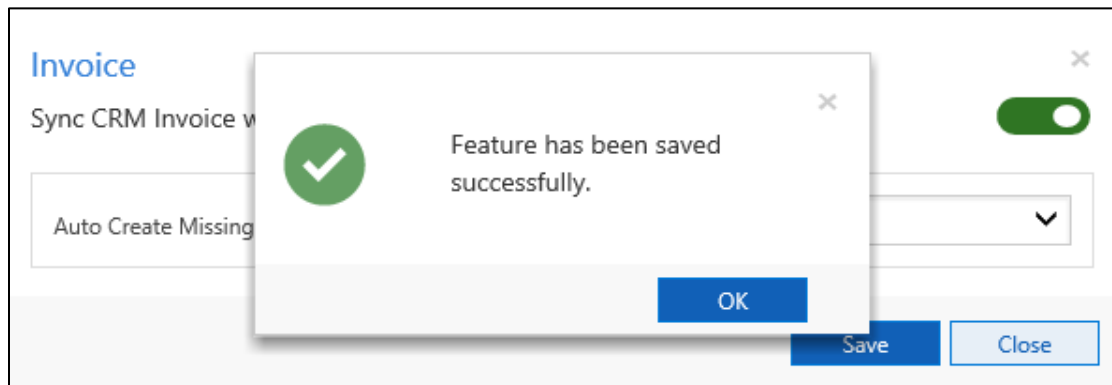 Invoice
Sync CRM Invoice w
Feature has been saved
successfully.
Auto Create Missing
OK
Save
Close